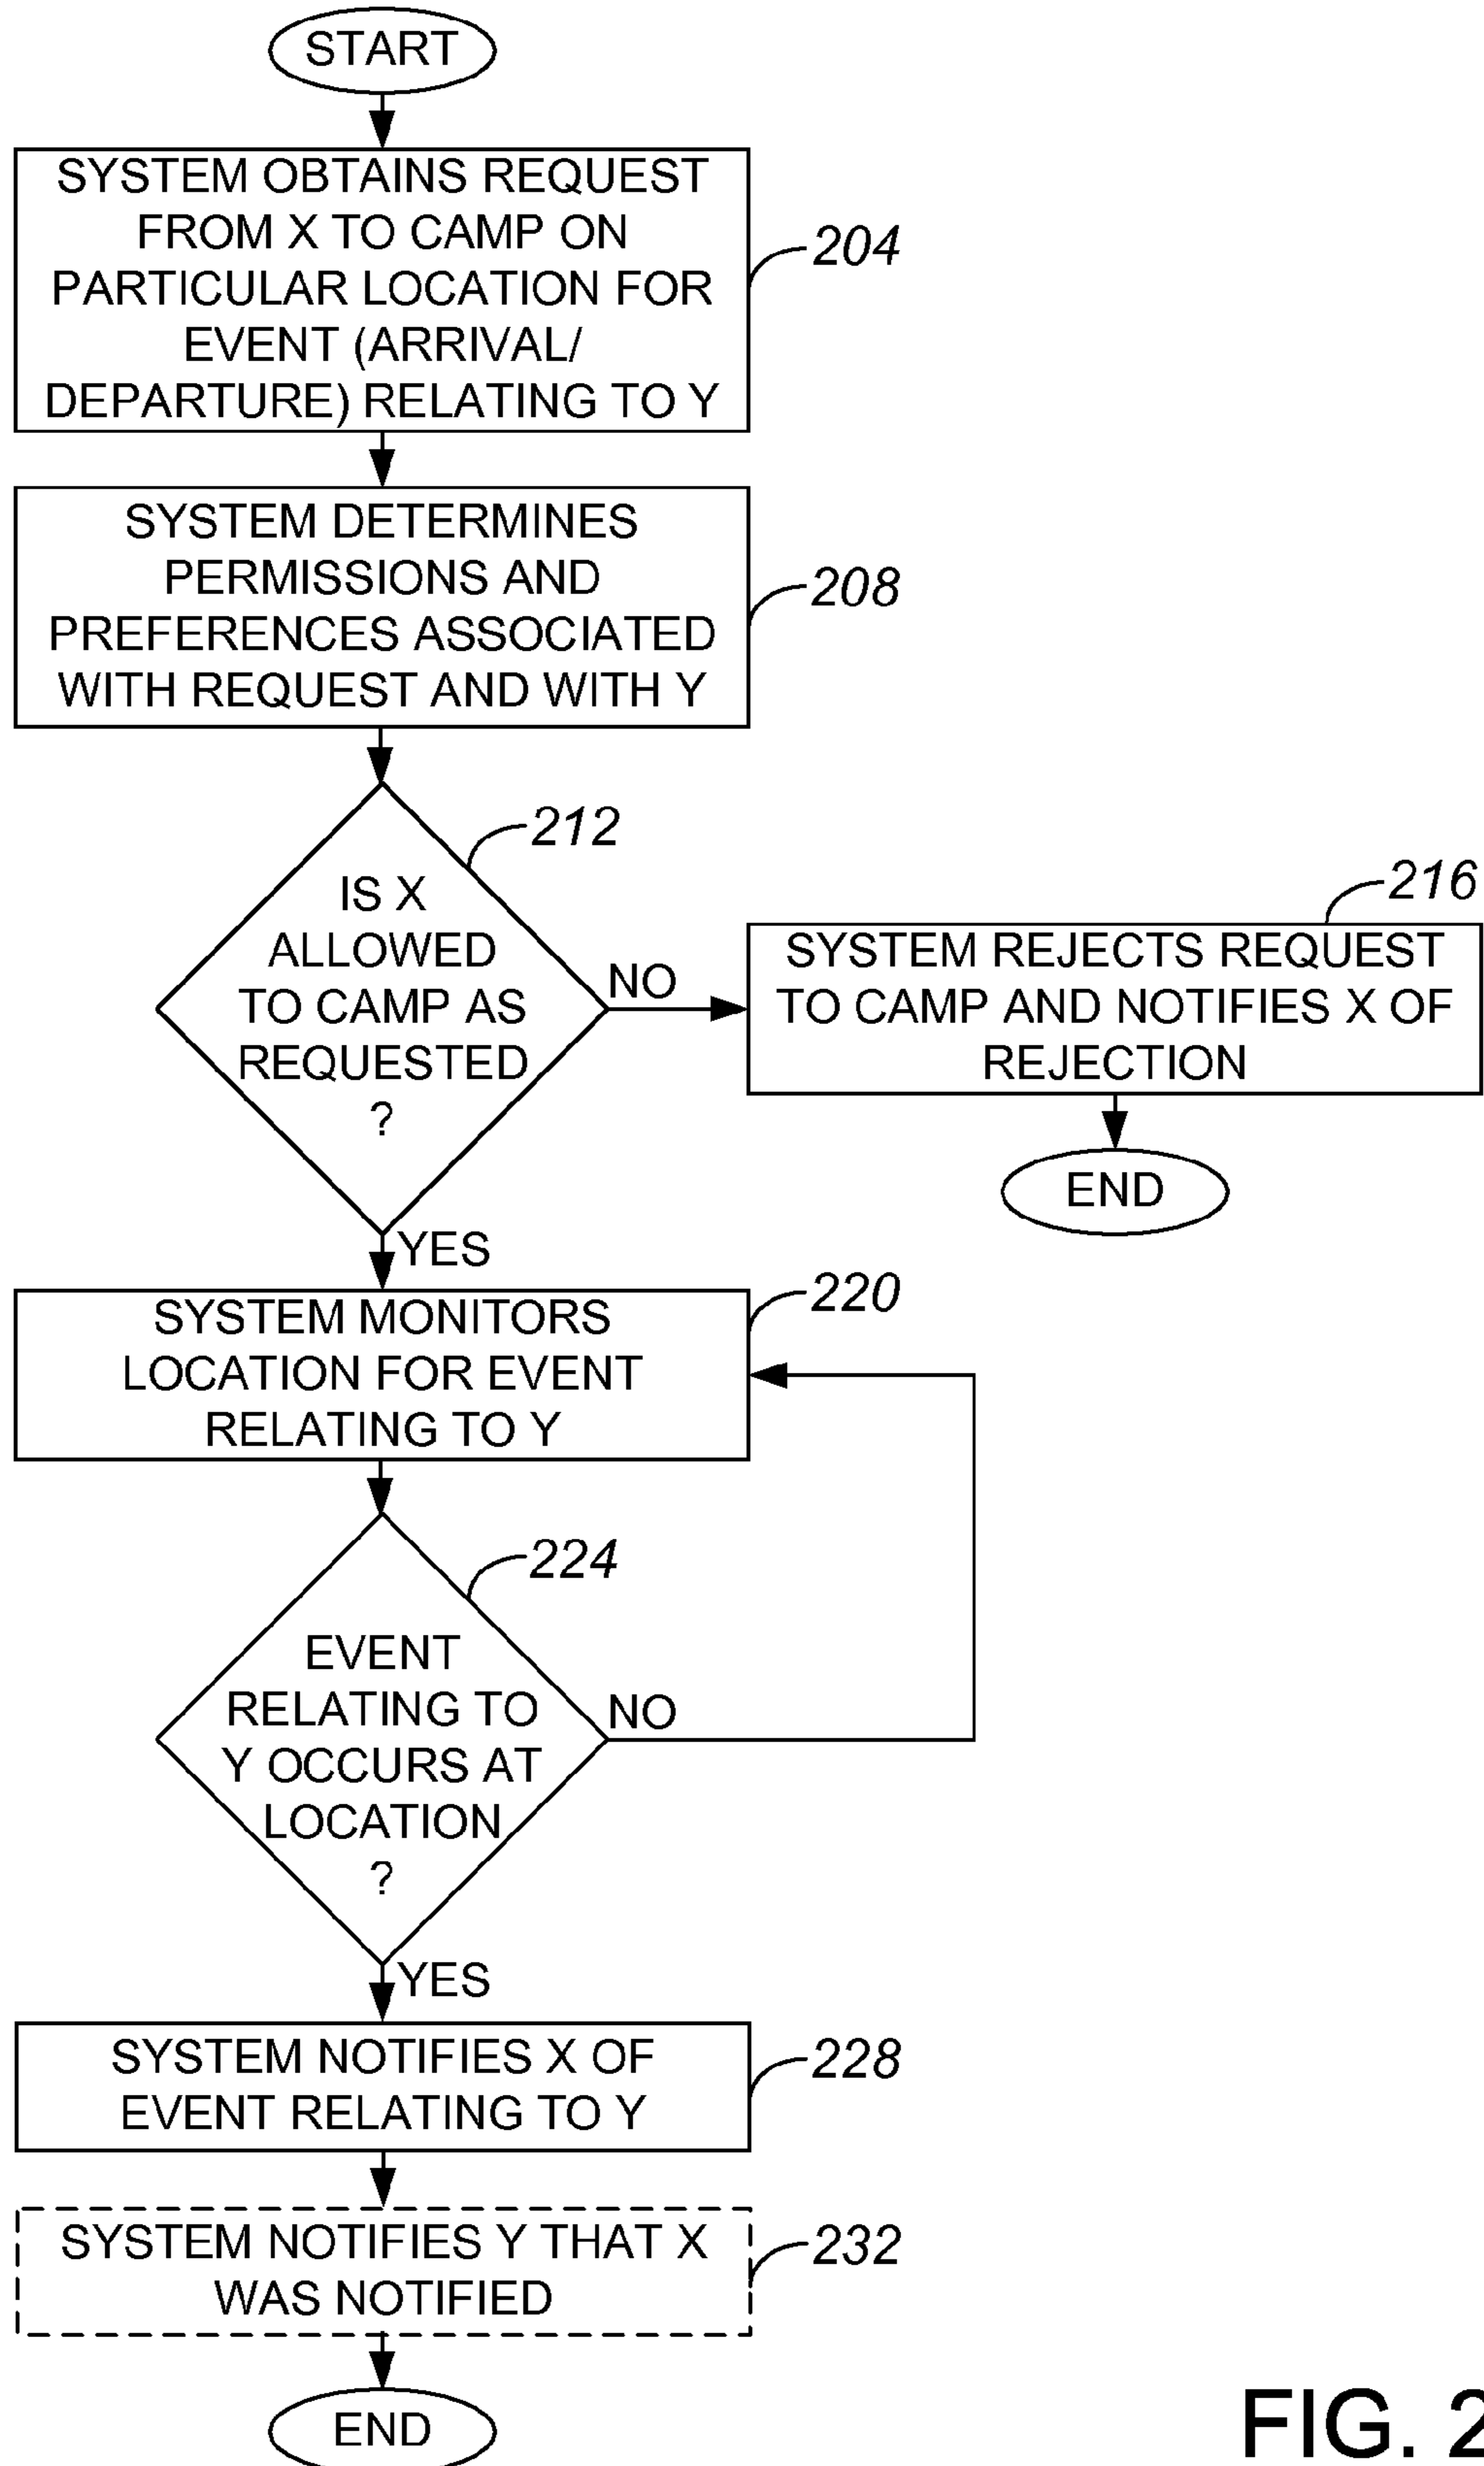 START
SYSTEM OBTAINS REQUEST
FROM X TO CAMP ON
PARTICULAR LOCATION FOR
EVENT (ARRIVAL/
DEPARTURE) RELATING TO Y
204
SYSTEM DETERMINES
PERMISSIONS AND
PREFERENCES ASSOCIATED
WITH REQUEST AND WITH Y
208
212
IS X
ALLOWED
TO CAMP AS
REQUESTED
?
NO
216
SYSTEM REJECTS REQUEST
TO CAMP AND NOTIFIES X OF
REJECTION
END
YES
220
SYSTEM MONITORS
LOCATION FOR EVENT
RELATING TO Y
224
EVENT
RELATING TO
Y OCCURS AT
LOCATION
?
NO
YES
SYSTEM NOTIFIES X OF
EVENT RELATING TO Y
228
SYSTEM NOTIFIES Y THAT X
WAS NOTIFIED
232
END
FIG. 2